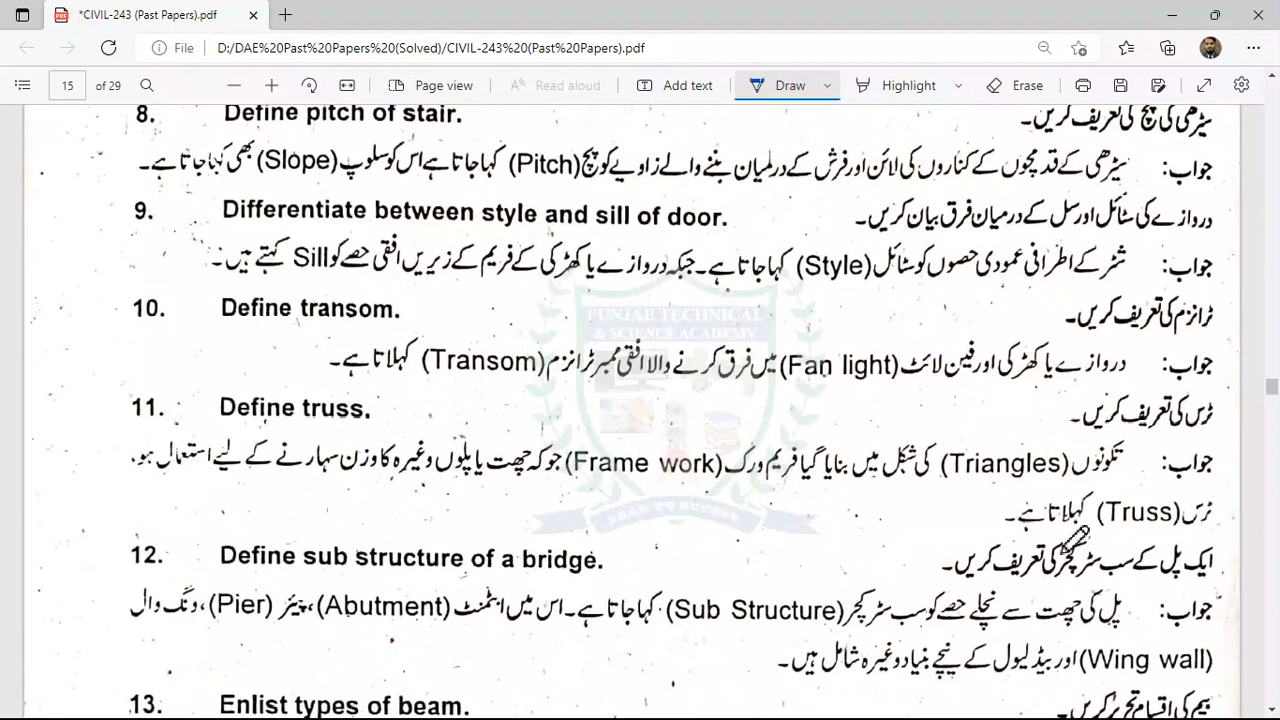 *CIVIL-243 (Past Papers).pdf
File D:/DAE%20Past%20Papers%20(Solved)/CIVIL-243%20(Past%20Papers).pdf
15 of 29 Page view Read aloud Add text Draw Highlight Erase
8. Define pitch of stair. سیڑھی کی پچ کی تعریف کریں۔
جواب: سیڑھی کے قدمچوں کے کناروں کی لائن اور فرش کے درمیان بننے والے زاویے کو پچ (Pitch) کہا جاتا ہے اس کو سلوپ (Slope) بھی کہا جاتا ہے۔
9. Differentiate between style and sill of door. دروازے کی سٹائل اور سل کے درمیان فرق بیان کریں۔
جواب: شٹر کے اطرافی عمودی حصوں کو سٹائل (Style) کہا جاتا ہے۔ جبکہ دروازے یا کھڑکی کے فریم کے زیریں افقی حصے کو Sill کہتے ہیں۔
10. Define transom. ٹرانزم کی تعریف کریں۔
جواب: دروازے یا کھڑکی اور فین لائٹ (Fan light) میں فرق کرنے والا افقی ممبر ٹرانزم (Transom) کہلاتا ہے۔
11. Define truss. ٹرس کی تعریف کریں۔
جواب: تکونوں (Triangles) کی شکل میں بنایا گیا فریم ورک (Frame work) جو کہ چھت یا پلوں وغیرہ کا وزن سہارنے کے لیے استعمال ہو،
ٹرس (Truss) کہلاتا ہے۔
12. Define sub structure of a bridge. ایک پل کے سب سٹرکچر کی تعریف کریں۔
جواب: پل کی چھت سے نچلے حصے کو سب سٹرکچر (Sub Structure) کہا جاتا ہے۔ اس میں ابٹمنٹ (Abutment)، پیئر (Pier)، ونگ وال
(Wing wall) اور بیڈ لیول کے نیچے بنیاد وغیرہ شامل ہیں۔
13. Enlist types of beam. بیم کی اقسام تحریر کریں۔
PUNJAB TECHNICAL
& SCIENCE ACADEMY